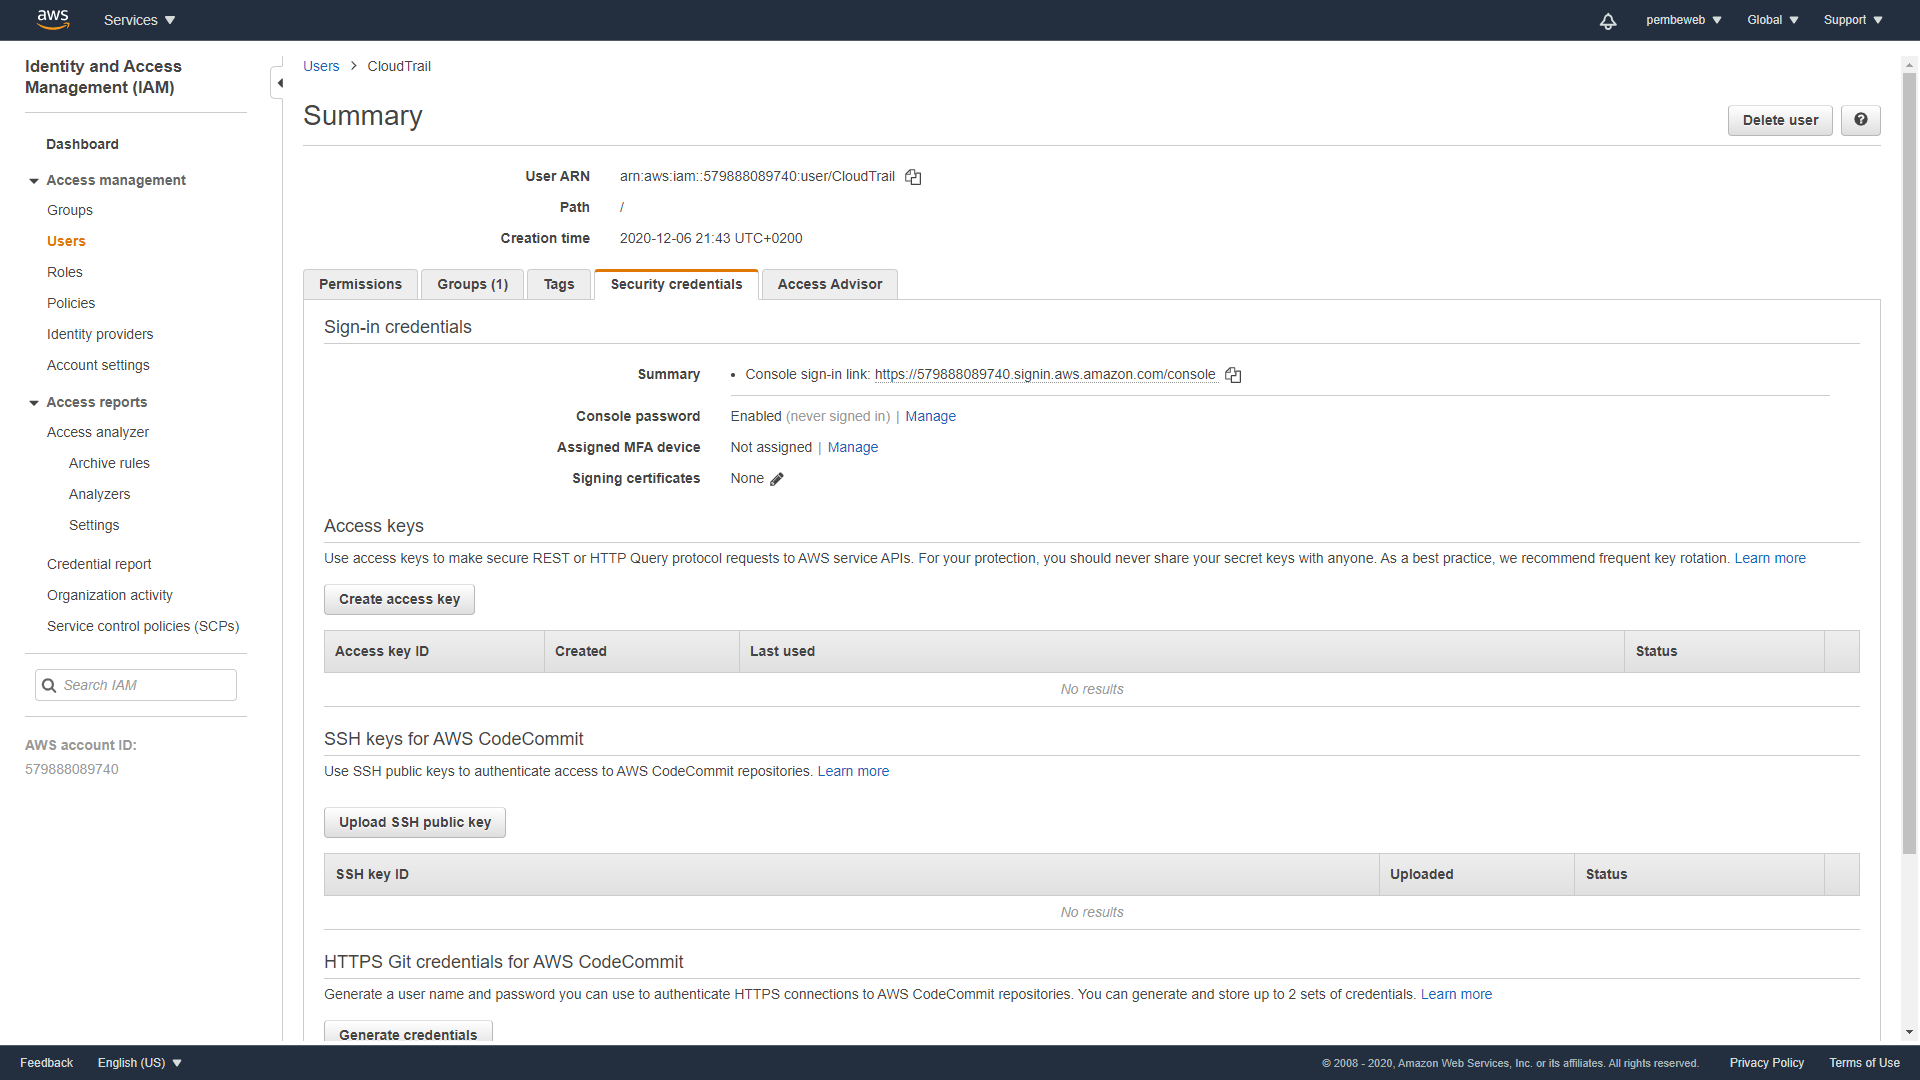 aws
Services
pembeweb
Global
Support
Identity and Access
Management (IAM)
Dashboard
Access management
Groups
Users
Roles
Policies
Identity providers
Account settings
Access reports
Access analyzer
Archive rules
Analyzers
Settings
Credential report
Organization activity
Service control policies (SCPs)
Search IAM
AWS account ID:
579888089740
Users > CloudTrail
Summary
Delete user
?
User ARN arn:aws:iam::579888089740:user/CloudTrail
Path /
Creation time 2020-12-06 21:43 UTC+0200
Permissions
Groups (1)
Tags
Security credentials
Access Advisor
Sign-in credentials
Summary • Console sign-in link: https://579888089740.signin.aws.amazon.com/console
Console password Enabled (never signed in) | Manage
Assigned MFA device Not assigned | Manage
Signing certificates None
Access keys
Use access keys to make secure REST or HTTP Query protocol requests to AWS service APIs. For your protection, you should never share your secret keys with anyone. As a best practice, we recommend frequent key rotation. Learn more
Create access key
Access key ID Created Last used Status
No results
SSH keys for AWS CodeCommit
Use SSH public keys to authenticate access to AWS CodeCommit repositories. Learn more
Upload SSH public key
SSH key ID Uploaded Status
No results
HTTPS Git credentials for AWS CodeCommit
Generate a user name and password you can use to authenticate HTTPS connections to AWS CodeCommit repositories. You can generate and store up to 2 sets of credentials. Learn more
Generate credentials
Feedback
English (US)
© 2008 - 2020, Amazon Web Services, Inc. or its affiliates. All rights reserved.
Privacy Policy
Terms of Use